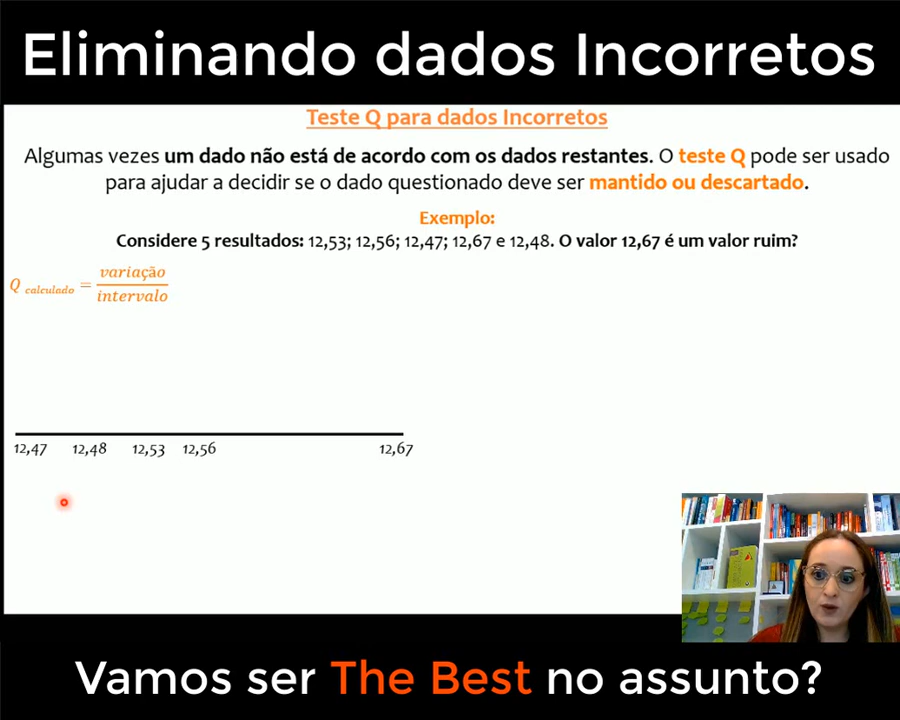 Eliminando dados Incorretos
Teste Q para dados Incorretos
Algumas vezes um dado não está de acordo com os dados restantes. O teste Q pode ser usado
para ajudar a decidir se o dado questionado deve ser mantido ou descartado.
Exemplo:
Considere 5 resultados: 12,53; 12,56; 12,47; 12,67 e 12,48. O valor 12,67 é um valor ruim?
Q calculado = variação / intervalo
12,47 12,48 12,53 12,56 12,67
Vamos ser The Best no assunto?